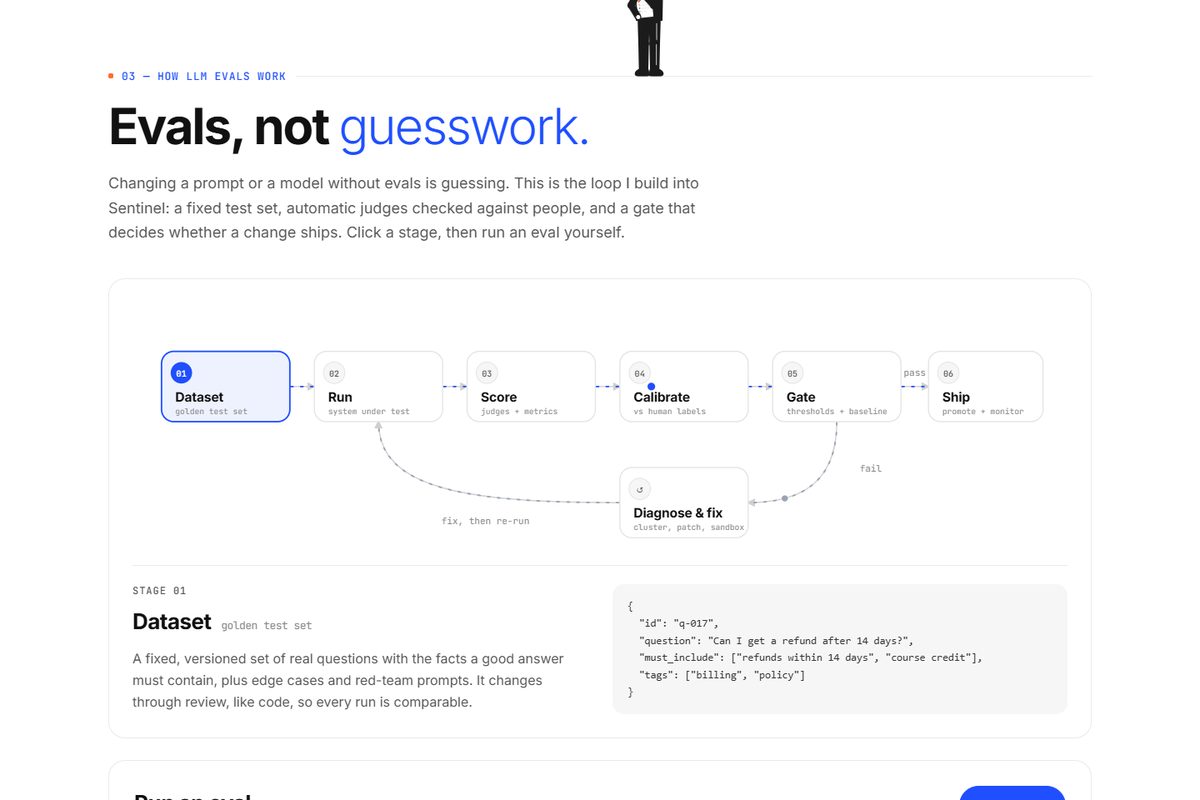 03 — HOW LLM EVALS WORK
Evals, not guesswork.
Changing a prompt or a model without evals is guessing. This is the loop I build into
Sentinel: a fixed test set, automatic judges checked against people, and a gate that
decides whether a change ships. Click a stage, then run an eval yourself.
01
Dataset
golden test set
02
Run
system under test
03
Score
judges + metrics
04
Calibrate
vs human labels
05
Gate
thresholds + baseline
pass
06
Ship
promote + monitor
fail
↺
Diagnose & fix
cluster, patch, sandbox
fix, then re-run
STAGE 01
Dataset golden test set
A fixed, versioned set of real questions with the facts a good answer
must contain, plus edge cases and red-team prompts. It changes
through review, like code, so every run is comparable.
{
"id": "q-017",
"question": "Can I get a refund after 14 days?",
"must_include": ["refunds within 14 days", "course credit"],
"tags": ["billing", "policy"]
}
Run an eval